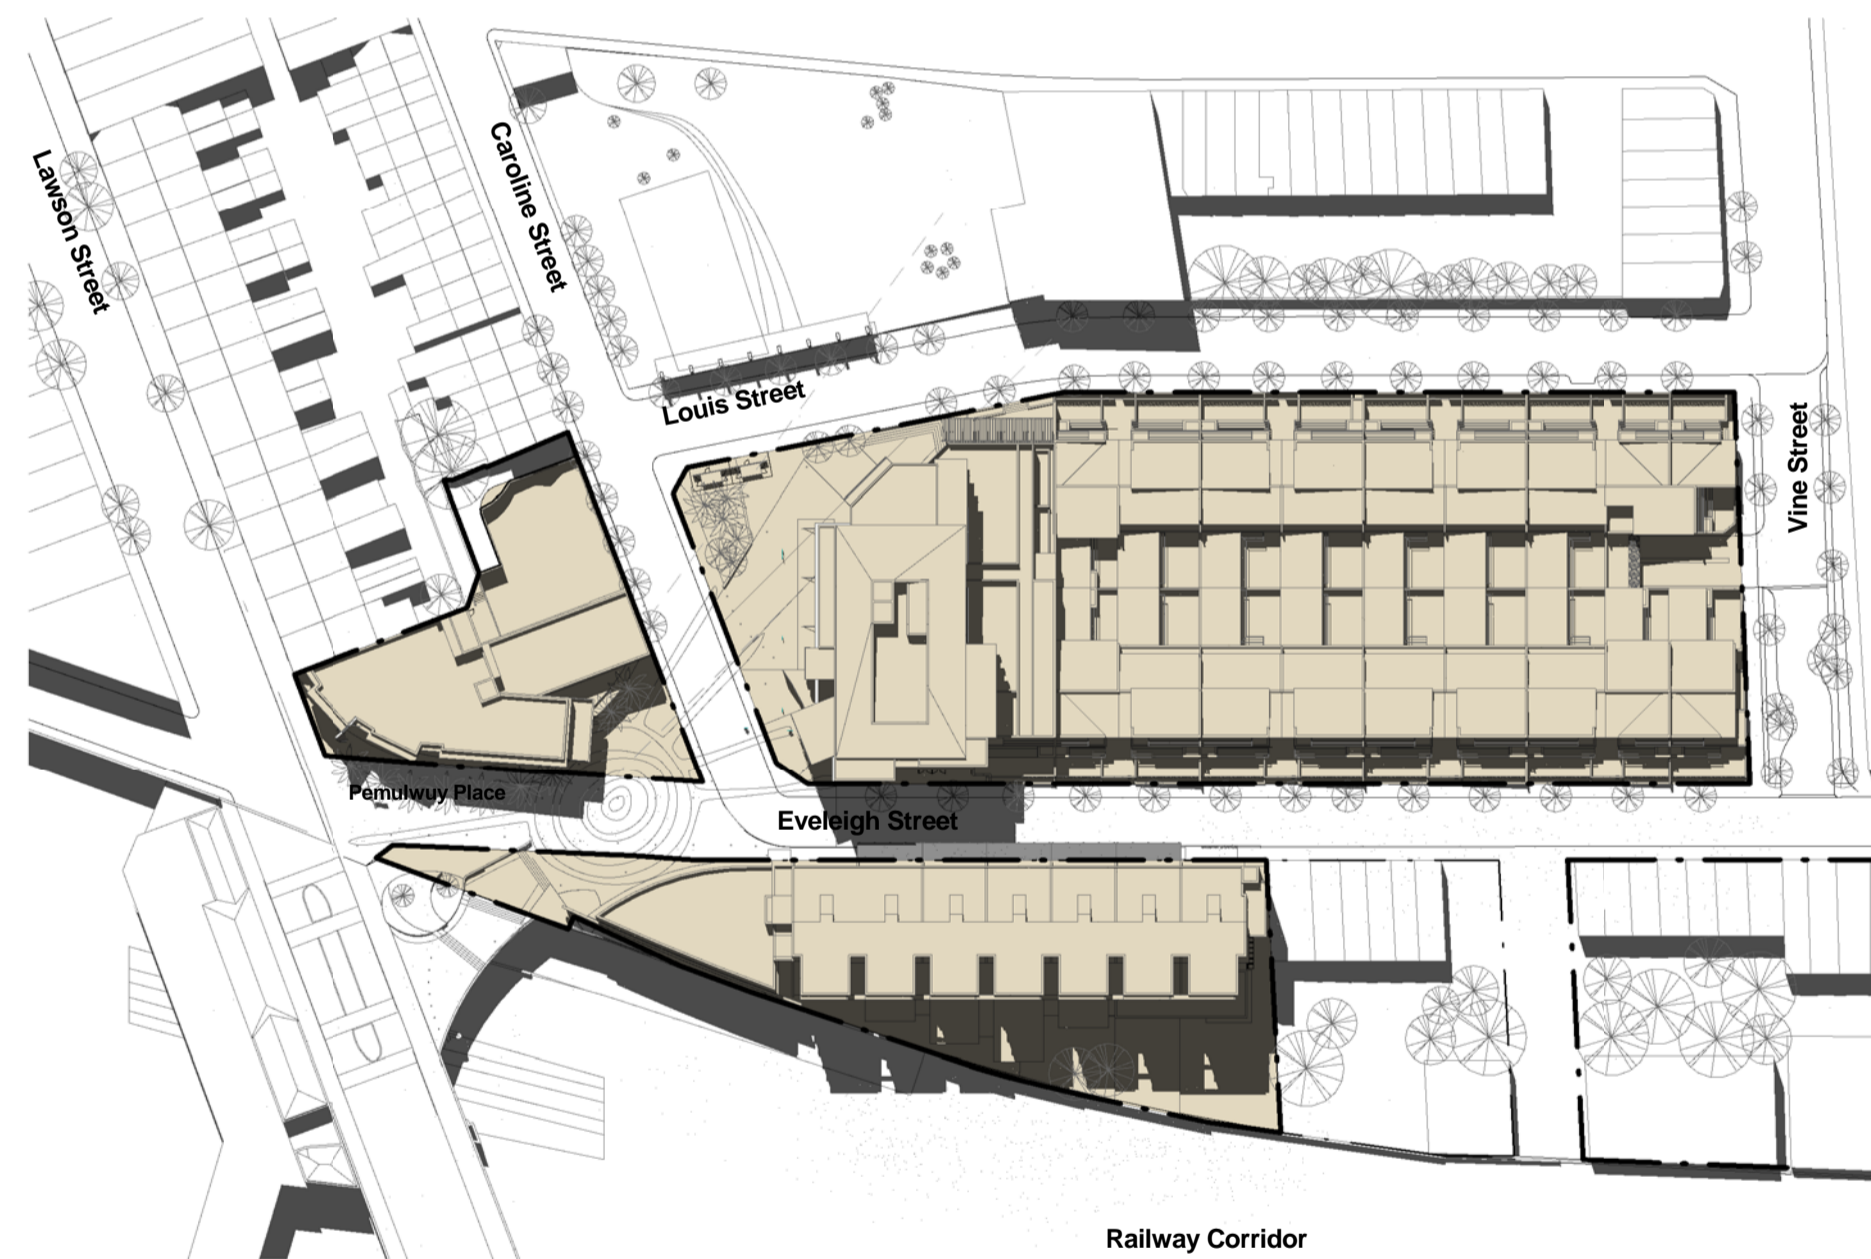 Lawson Street
Caroline Street
Louis Street
Vine Street
Pemulwuy Place
Eveleigh Street
Railway Corridor